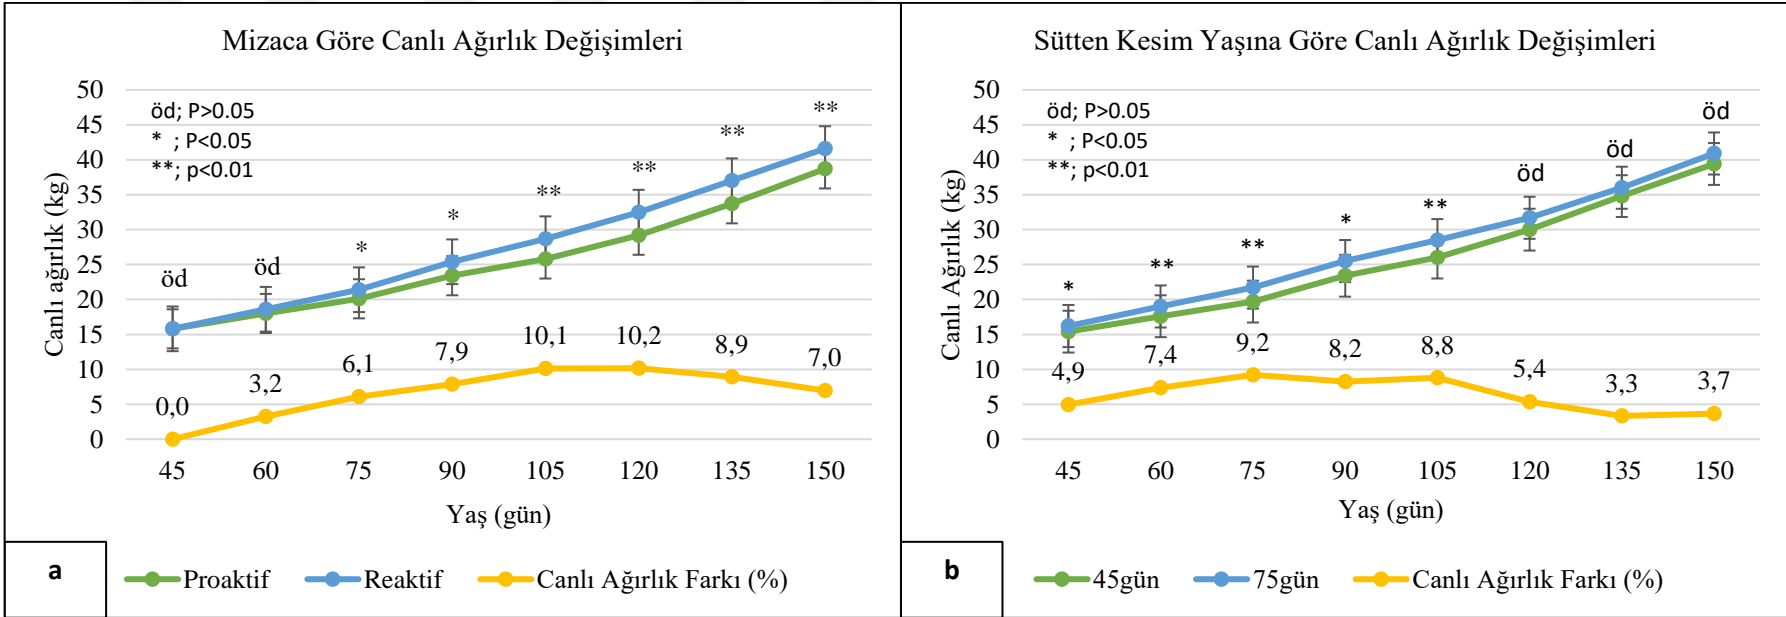 Mizaca Göre Canlı Ağırlık Değişimleri
Canlı ağırlık (kg)
50
45
40
35
30
25
20
15
10
5
0
öd; P>0.05
* ; P<0.05
**; p<0.01
öd
öd
*
*
**
**
**
**
0,0
3,2
6,1
7,9
10,1
10,2
8,9
7,0
45 60 75 90 105 120 135 150
Yaş (gün)
a
Proaktif Reaktif Canlı Ağırlık Farkı (%)
Sütten Kesim Yaşına Göre Canlı Ağırlık Değişimleri
Canlı Ağırlık (kg)
50
45
40
35
30
25
20
15
10
5
0
öd; P>0.05
* ; P<0.05
**; p<0.01
*
**
**
*
**
öd
öd
öd
4,9
7,4
9,2
8,2
8,8
5,4
3,3
3,7
45 60 75 90 105 120 135 150
Yaş (gün)
b
45gün 75gün Canlı Ağırlık Farkı (%)